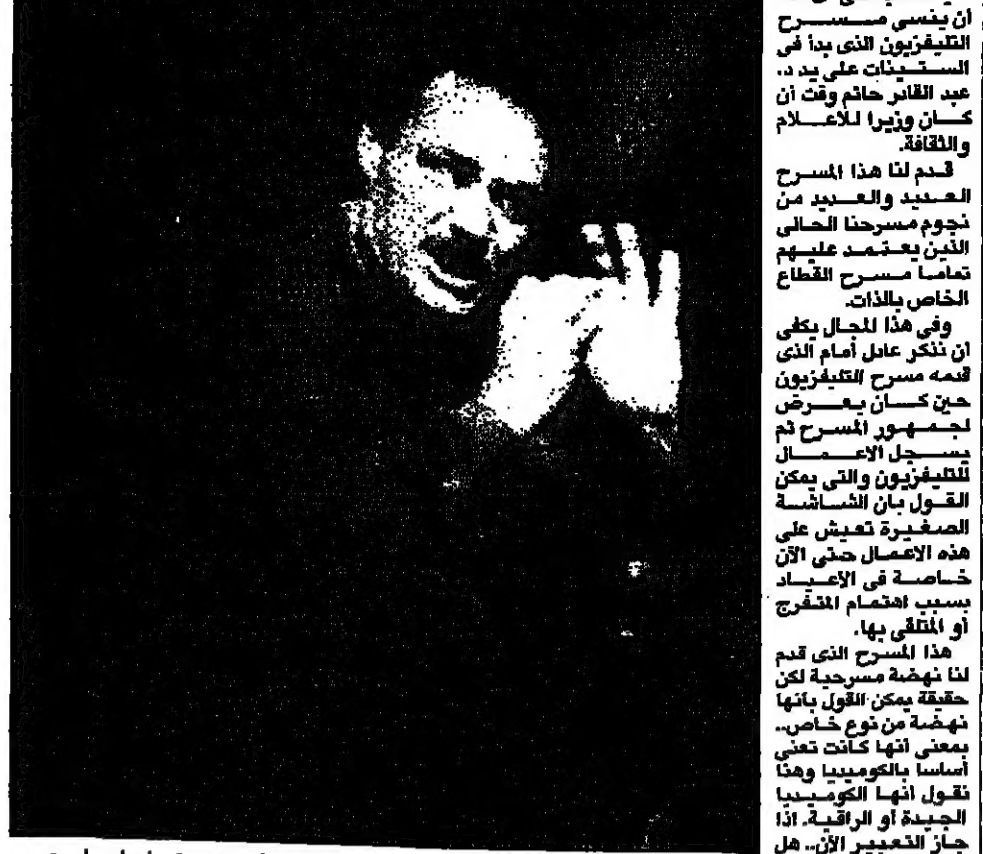 أن ينسى مسرح
التليفزيون الذى بدأ فى
الستينات على يد د.
عبد القادر حاتم وقت أن
كان وزيرا للاعلام
والثقافة.
قدم لنا هذا المسرح
العديد والعديد من
نجوم مسرحنا الحالى
الذين يعتمد عليهم
تماما مسرح القطاع
الخاص بالذات.
وفى هذا المجال يكفى
أن نذكر عادل أمام الذى
قدمه مسرح التليفزيون
حين كان يعرض
لجمهور المسرح ثم
يسجل الاعمال
للتليفزيون والتى يمكن
القول بان الشاشة
الصغيرة تعيش على
هذه الاعمال حتى الآن
خاصة فى الأعياد
بسبب اهتمام المتفرج
أو المتلقى بها.
هذا المسرح الذى قدم
لنا نهضة مسرحية لكن
حقيقة يمكن القول بأنها
نهضة من نوع خاص..
بمعنى أنها كانت تعنى
أساسا بالكوميديا وهنا
نقول انها الكوميديا
الجيدة أو الراقية. اذا
جاز التعبير الآن.. هل